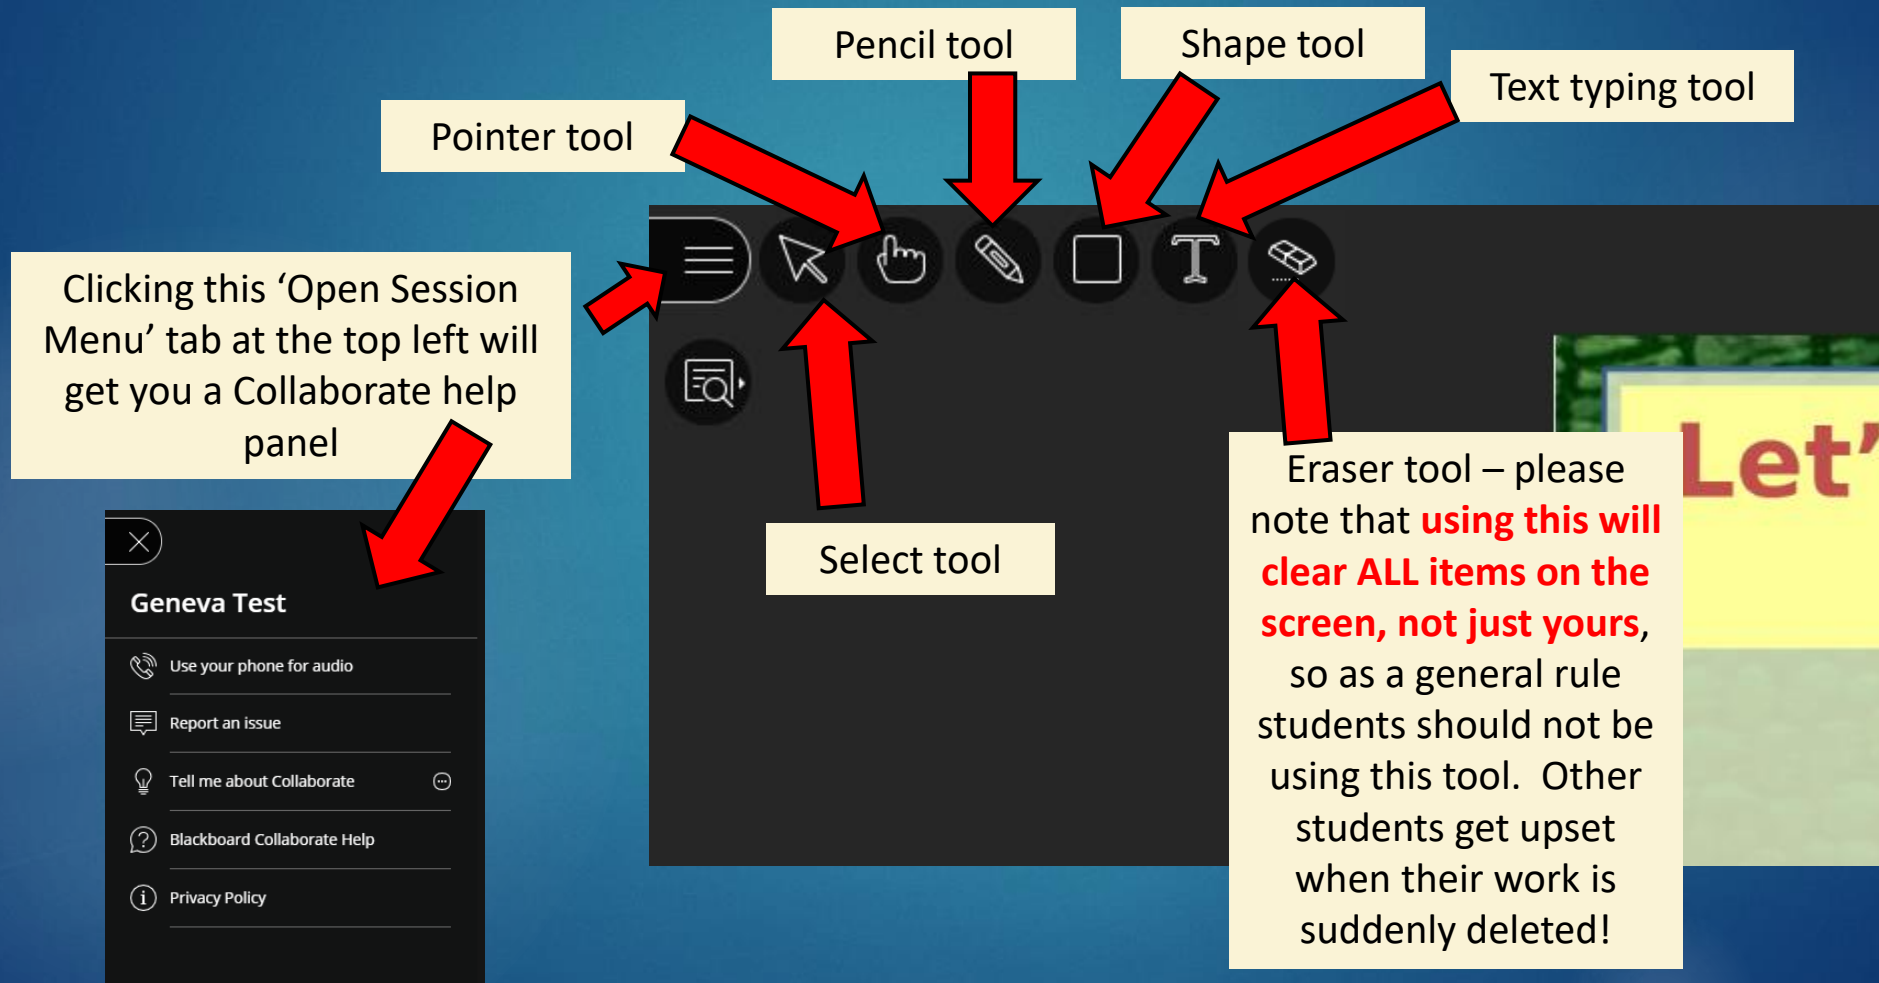 Pencil tool
Shape tool
Text typing tool
Pointer tool
Clicking this ‘Open Session
Menu’ tab at the top left will
get you a Collaborate help
panel
Select tool
Let’
Eraser tool – please
note that using this will
clear ALL items on the
screen, not just yours,
so as a general rule
students should not be
using this tool.  Other
students get upset
when their work is
suddenly deleted!
Geneva Test
Use your phone for audio
Report an issue
Tell me about Collaborate
Blackboard Collaborate Help
Privacy Policy